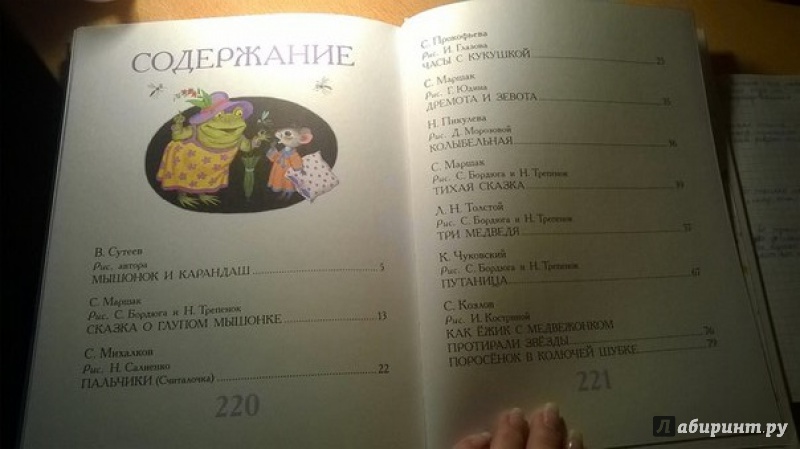 СОДЕРЖАНИЕ
В. Сутеев
Рис. автора
МЫШОНОК И КАРАНДАШ 5
С. Маршак
Рис. С. Бордюга и Н. Трепенок
СКАЗКА О ГЛУПОМ МЫШОНКЕ 13
С. Михалков
Рис. Н. Салиенко
ПАЛЬЧИКИ (Считалочка) 22
220
С. Прокофьева
Рис. И. Глазова
ЧАСЫ С КУКУШКОЙ
С. Маршак
Рис. Г. Юдина
ДРЕМОТА И ЗЕВОТА
Н. Пикулева
Рис. Д. Морозовой
КОЛЫБЕЛЬНАЯ
С. Маршак
Рис. С. Бордюга и Н. Трепенок
ТИХАЯ СКАЗКА
Л. Н. Толстой
Рис. С. Бордюга и Н. Трепенок
ТРИ МЕДВЕДЯ
К. Чуковский
Рис. С. Бордюга и Н. Трепенок
ПУТАНИЦА 67
С. Козлов
Рис. И. Костриной
КАК ЁЖИК С МЕДВЕЖОНКОМ
ПРОТИРАЛИ ЗВЁЗДЫ 76
ПОРОСЁНОК В КОЛЮЧЕЙ ШУБКЕ 79
221
Лабиринт.ру